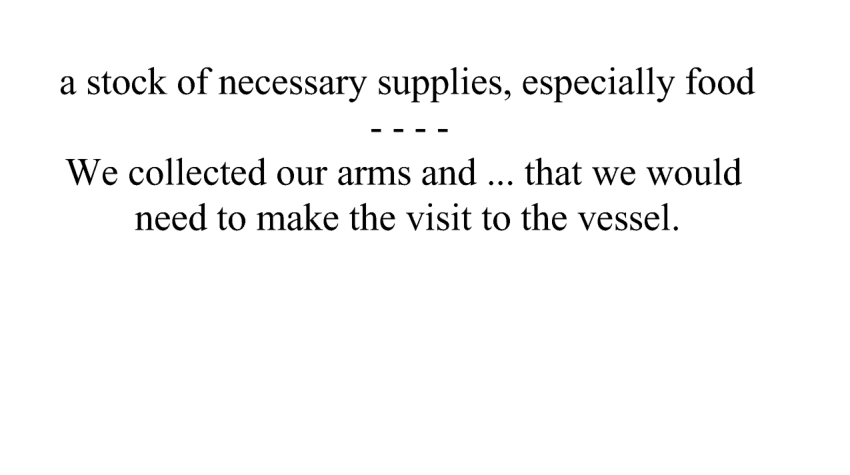 a stock of necessary supplies, especially food
- - - -
We collected our arms and ... that we would
need to make the visit to the vessel.